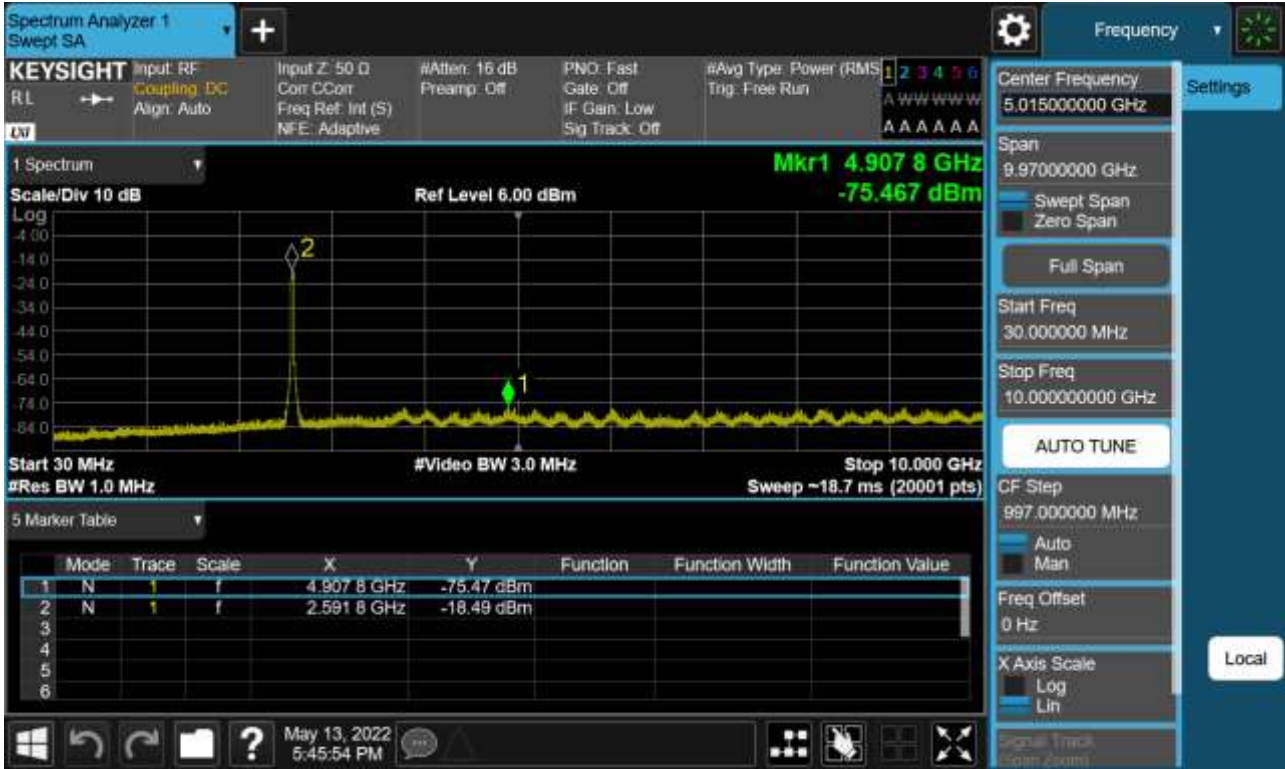 Spectrum Analyzer 1
Swept SA
+
Frequency
KEYSIGHT
RL
LXI
Input: RF
Coupling: DC
Align: Auto
Input Z: 50 Ω
Corr CCorr
Freq Ref: Int (S)
NFE: Adaptive
#Atten: 16 dB
Preamp: Off
PNO: Fast
Gate: Off
IF Gain: Low
Sig Track: Off
#Avg Type: Power (RMS
Trig: Free Run
1 2 3 4 5 6
A W W W W W
A A A A A A
1 Spectrum
Scale/Div 10 dB
Ref Level 6.00 dBm
Mkr1 4.907 8 GHz
-75.467 dBm
Log
-4.00
-14.0
-24.0
-34.0
-44.0
-54.0
-64.0
-74.0
-84.0
2
1
Start 30 MHz
#Video BW 3.0 MHz
Stop 10.000 GHz
#Res BW 1.0 MHz
Sweep ~18.7 ms (20001 pts)
5 Marker Table
Mode Trace Scale X Y Function Function Width Function Value
1 N 1 f 4.907 8 GHz -75.47 dBm
2 N 1 f 2.591 8 GHz -18.49 dBm
3
4
5
6
?
May 13, 2022
5:45:54 PM
Center Frequency
5.015000000 GHz
Settings
Span
9.97000000 GHz
Swept Span
Zero Span
Full Span
Start Freq
30.000000 MHz
Stop Freq
10.000000000 GHz
AUTO TUNE
CF Step
997.000000 MHz
Auto
Man
Freq Offset
0 Hz
X Axis Scale
Log
Lin
Signal Track
(Span Zoom)
Local